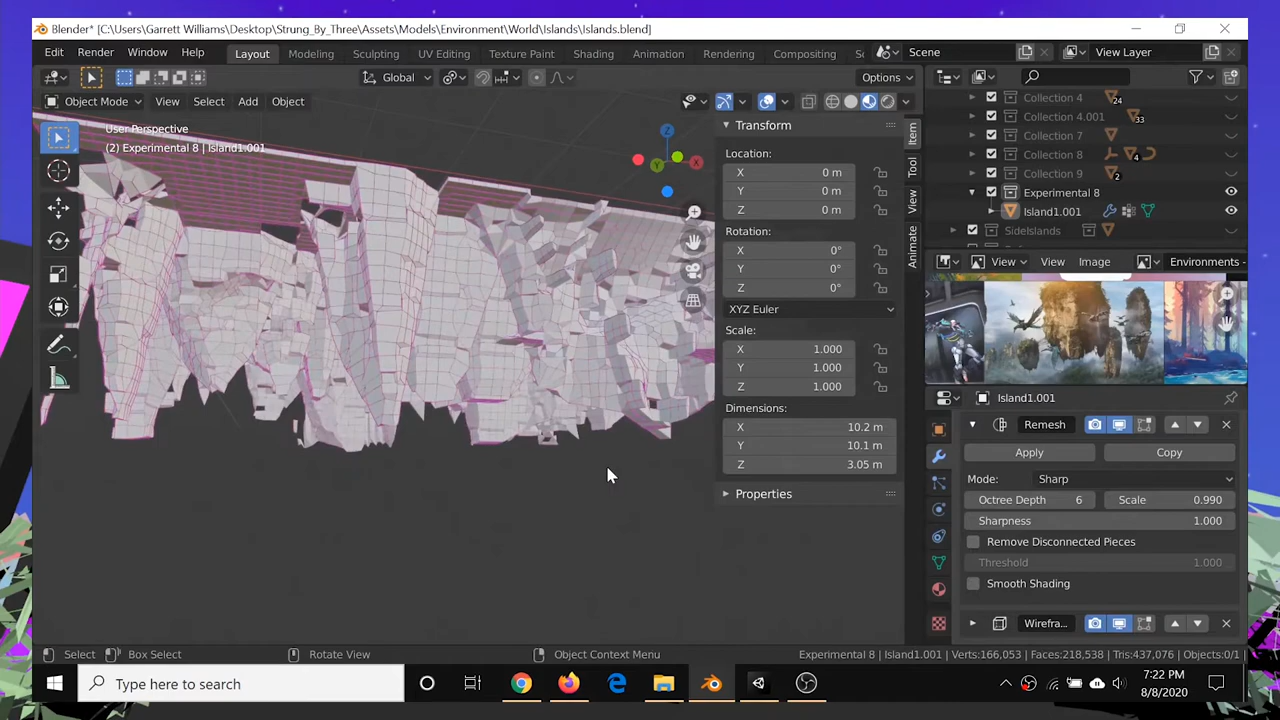 Blender* [C:\Users\Garrett Williams\Desktop\Strung_By_Three\Assets\Models\Environment\World\Islands\Islands.blend]
Edit Render Window Help Layout Modeling Sculpting UV Editing Texture Paint Shading Animation Rendering Compositing Sc Scene View Layer
Global Options
Object Mode View Select Add Object
User Perspective
(2) Experimental 8 | Island1.001
Z
Y
X
Transform
Location:
X 0 m
Y 0 m
Z 0 m
Rotation:
X 0°
Y 0°
Z 0°
XYZ Euler
Scale:
X 1.000
Y 1.000
Z 1.000
Dimensions:
X 10.2 m
Y 10.1 m
Z 3.05 m
Properties
Item
Tool
View
Animate
Collection 4 24
Collection 4.001 33
Collection 7
Collection 8 4
Collection 9 2
Experimental 8
Island1.001
SideIslands
View View Image Environments -
Island1.001
Remesh
Apply Copy
Mode: Sharp
Octree Depth 6 Scale 0.990
Sharpness 1.000
Remove Disconnected Pieces
Threshold 1.000
Smooth Shading
Wirefra...
Select Box Select Rotate View Object Context Menu Experimental 8 | Island1.001 | Verts:166,053 | Faces:218,538 | Tris:437,076 | Objects:0/1
Type here to search
7:22 PM
8/8/2020